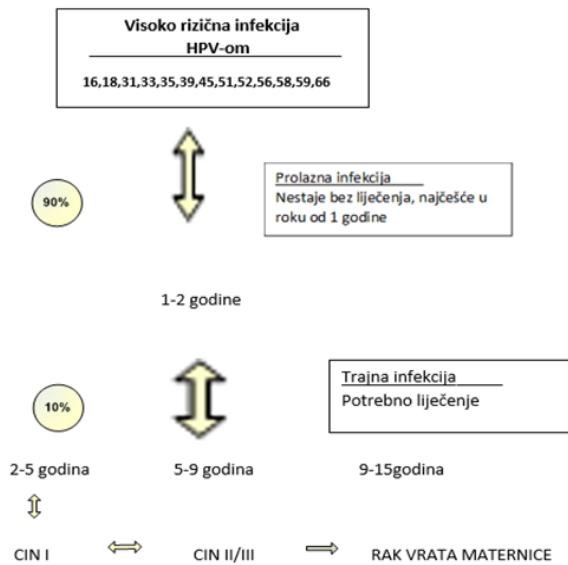 Visoko rizična infekcija
HPV-om
16,18,31,33,35,39,45,51,52,56,58,59,66
90%
Prolazna infekcija
Nestaje bez liječenja, najčešće u
roku od 1 godine
1-2 godine
10%
Trajna infekcija
Potrebno liječenje
2-5 godina
5-9 godina
9-15godina
CIN I
CIN II/III
RAK VRATA MATERNICE